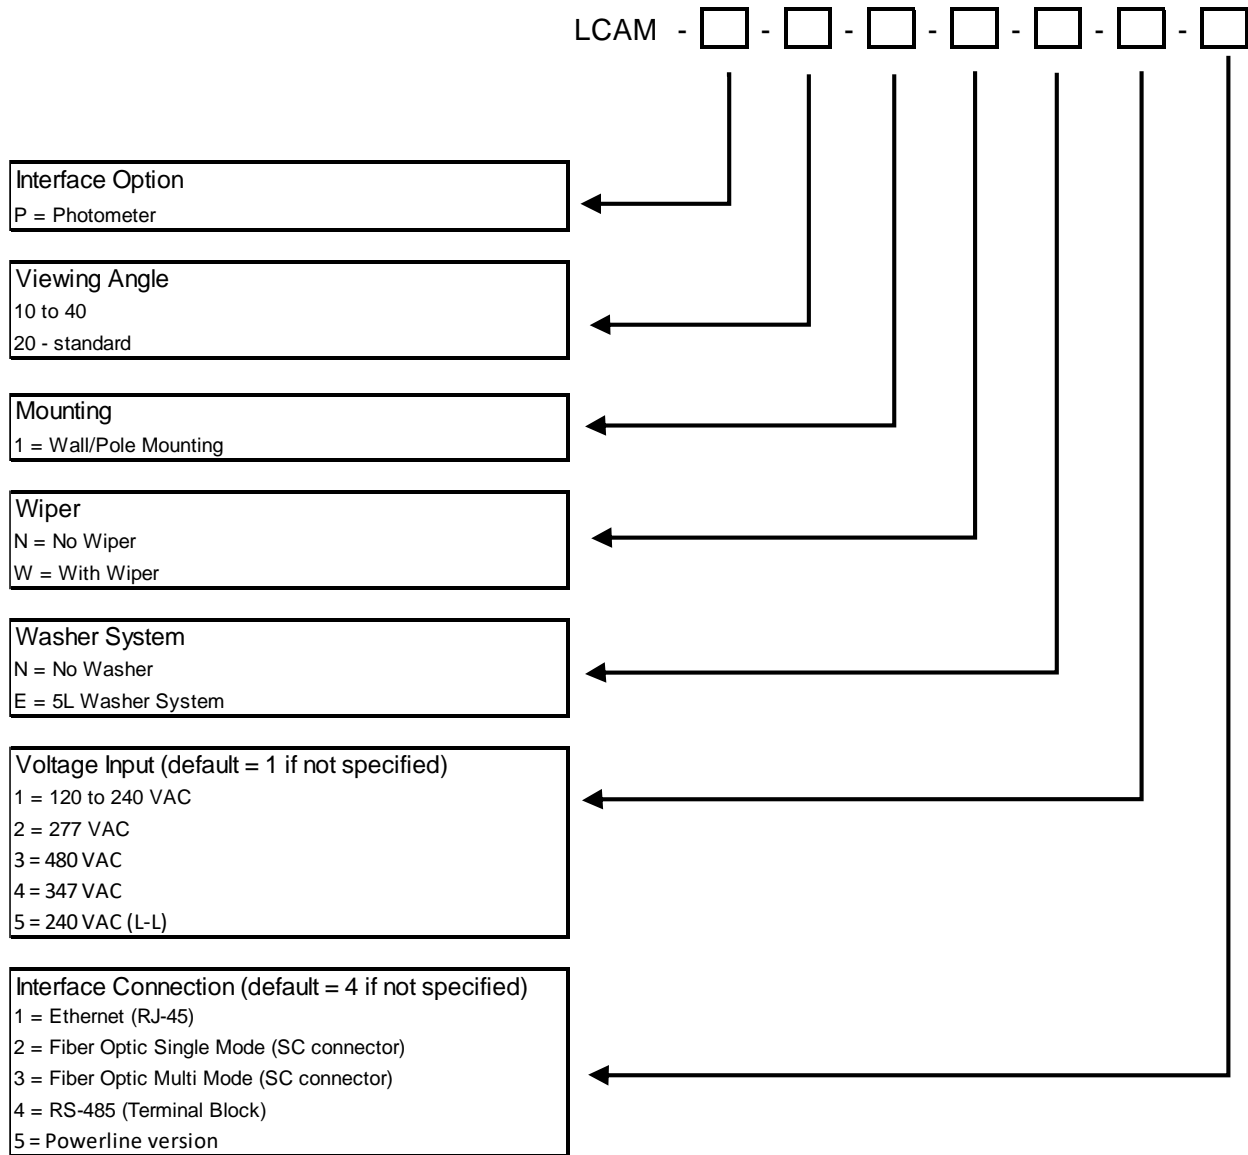 LCAM - - - - - - -
Interface Option
P = Photometer
Viewing Angle
10 to 40
20 - standard
Mounting
1 = Wall/Pole Mounting
Wiper
N = No Wiper
W = With Wiper
Washer System
N = No Washer
E = 5L Washer System
Voltage Input (default = 1 if not specified)
1 = 120 to 240 VAC
2 = 277 VAC
3 = 480 VAC
4 = 347 VAC
5 = 240 VAC (L-L)
Interface Connection (default = 4 if not specified)
1 = Ethernet (RJ-45)
2 = Fiber Optic Single Mode (SC connector)
3 = Fiber Optic Multi Mode (SC connector)
4 = RS-485 (Terminal Block)
5 = Powerline version